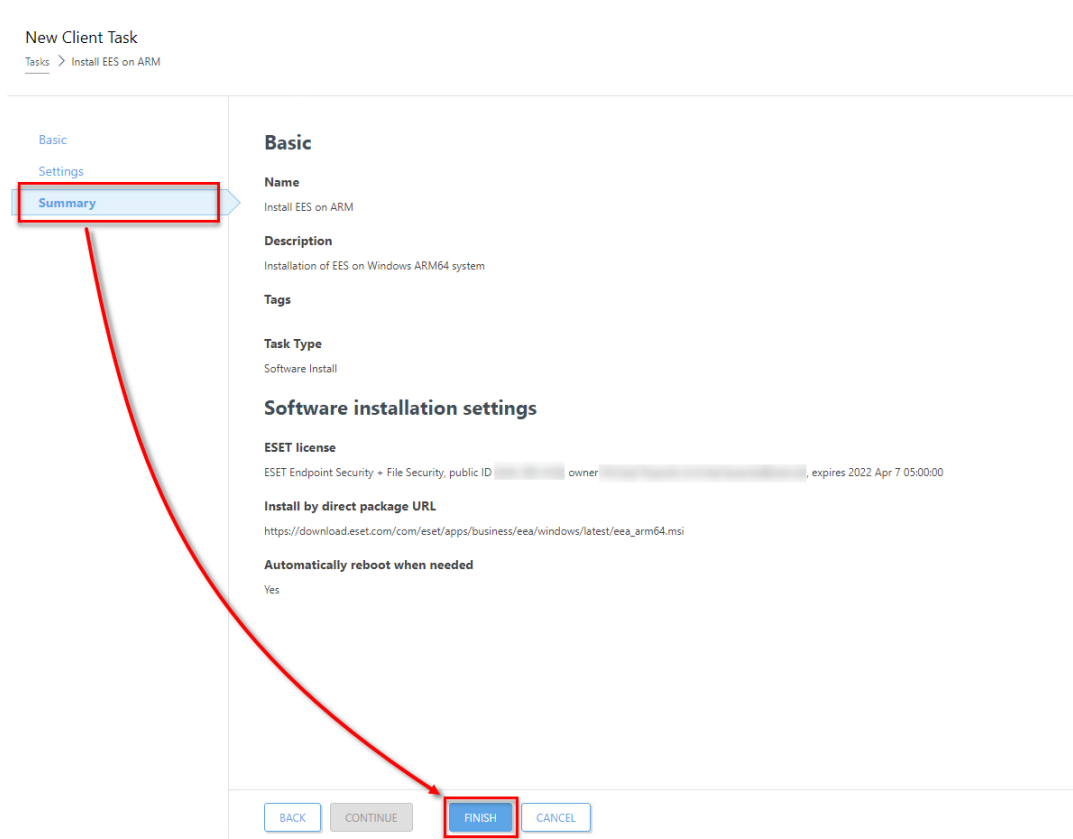 New Client Task
Tasks > Install EES on ARM
Basic
Settings
Summary
Basic
Name
Install EES on ARM
Description
Installation of EES on Windows ARM64 system
Tags
Task Type
Software Install
Software installation settings
ESET license
ESET Endpoint Security + File Security, public ID owner , expires 2022 Apr 7 05:00:00
Install by direct package URL
https://download.eset.com/com/eset/apps/business/eea/windows/latest/eea_arm64.msi
Automatically reboot when needed
Yes
BACK CONTINUE FINISH CANCEL